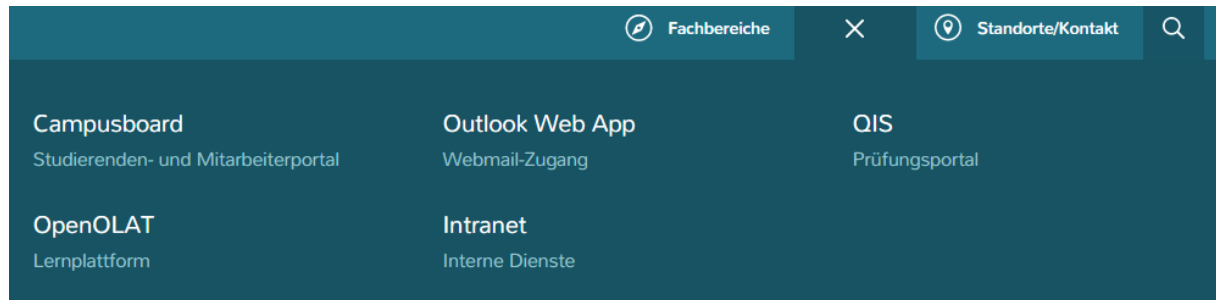 Fachbereiche
Standorte/Kontakt
Campusboard
Studierenden- und Mitarbeiterportal
Outlook Web App
Webmail-Zugang
QIS
Prüfungsportal
OpenOLAT
Lernplattform
Intranet
Interne Dienste